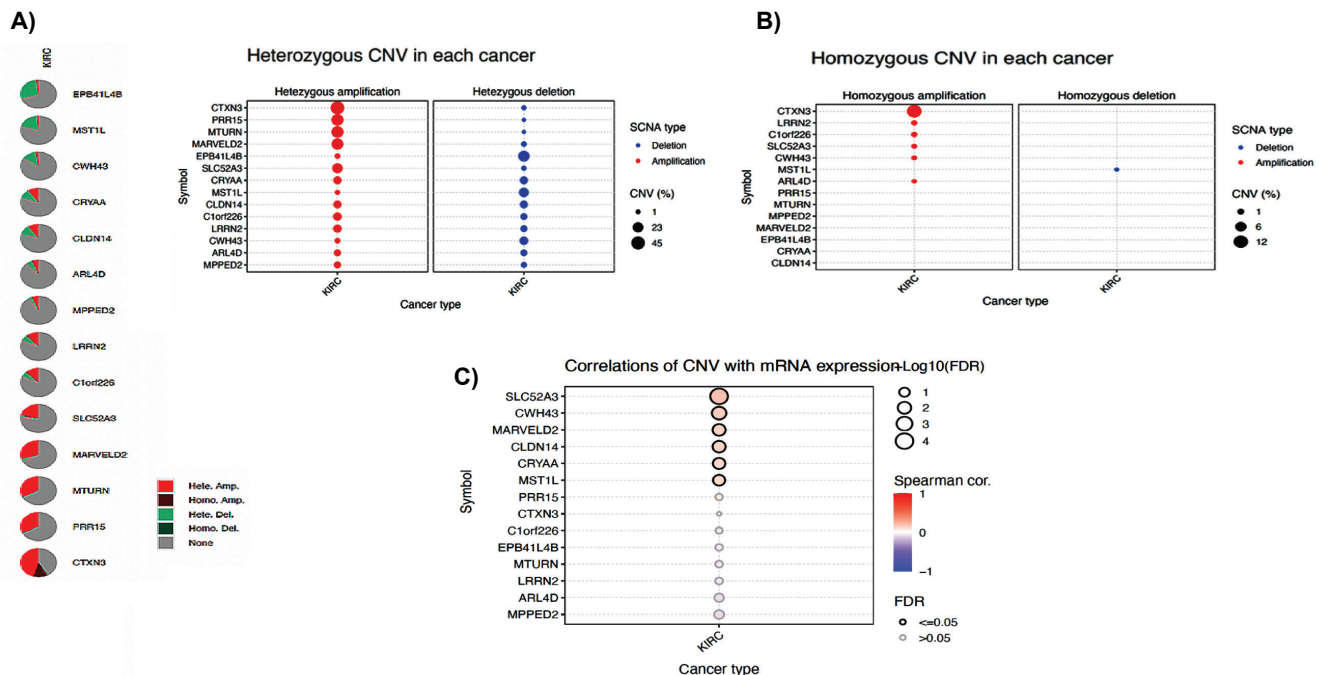 A)
KIRC
EPB41L4B
MST1L
CWH43
CRYAA
CLDN14
ARL4D
MPPED2
LRRN2
C1orf226
SLC52A3
MARVELD2
MTURN
PRR15
CTXN3
Hete. Amp.
Homo. Amp.
Hete. Del.
Homo. Del.
None
Heterozygous CNV in each cancer
Hetezygous amplification
Hetezygous deletion
CTXN3
PRR15
MTURN
MARVELD2
EPB41L4B
SLC52A3
CRYAA
MST1L
CLDN14
C1orf226
LRRN2
CWH43
ARL4D
MPPED2
Symbol
KIRC
KIRC
Cancer type
SCNA type
Deletion
Amplification
CNV (%)
1
23
45
B)
Homozygous CNV in each cancer
Homozygous amplification
Homozygous deletion
CTXN3
LRRN2
C1orf226
SLC52A3
CWH43
MST1L
ARL4D
PRR15
MTURN
MPPED2
MARVELD2
EPB41L4B
CRYAA
CLDN14
Symbol
KIRC
KIRC
Cancer type
SCNA type
Deletion
Amplification
CNV (%)
1
6
12
C)
Correlations of CNV with mRNA expression
-Log10(FDR)
SLC52A3
CWH43
MARVELD2
CLDN14
CRYAA
MST1L
PRR15
CTXN3
C1orf226
EPB41L4B
MTURN
LRRN2
ARL4D
MPPED2
Symbol
KIRC
Cancer type
1
2
3
4
Spearman cor.
1
0
−1
FDR
<=0.05
>0.05